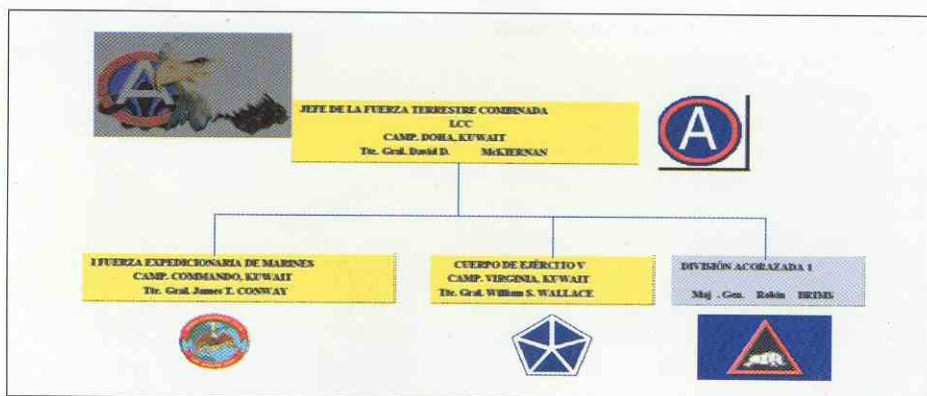 A
A
JEFE DE LA FUERZA TERRESTRE COMBINADA
LCC
CAMP. DOHA, KUWAIT
Tte. Gral. David D. McKIERNAN
I FUERZA EXPEDICIONARIA DE MARINES
CAMP. COMMANDO, KUWAIT
Tte. Gral. James T. CONWAY
CUERPO DE EJÉRCITO V
CAMP. VIRGINIA, KUWAIT
Tte. Gral. William S. WALLACE
DIVISIÓN ACORAZADA 1
Maj . Gen. Robin BRIMS